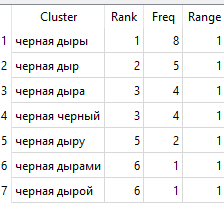 Cluster Rank Freq Range
1 черная дыры 1 8 1
2 черная дыр 2 5 1
3 черная дыра 3 4 1
4 черная черный 3 4 1
5 черная дыру 5 2 1
6 черная дырами 6 1 1
7 черная дырой 6 1 1